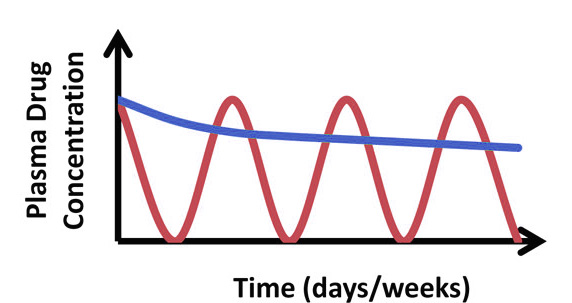 Plasma Drug
Concentration
Time (days/weeks)